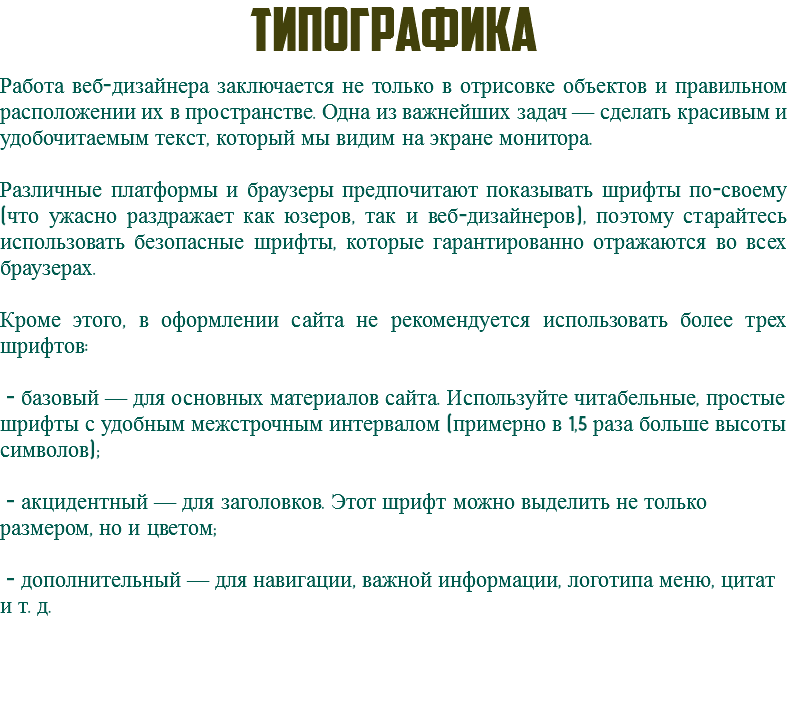 ТИПОГРАФИКА
Работа веб-дизайнера заключается не только в отрисовке объектов и правильном
расположении их в пространстве. Одна из важнейших задач — сделать красивым и
удобочитаемым текст, который мы видим на экране монитора.
Различные платформы и браузеры предпочитают показывать шрифты по-своему
(что ужасно раздражает как юзеров, так и веб-дизайнеров), поэтому старайтесь
использовать безопасные шрифты, которые гарантированно отражаются во всех
браузерах.
Кроме этого, в оформлении сайта не рекомендуется использовать более трех
шрифтов:
- базовый — для основных материалов сайта. Используйте читабельные, простые
шрифты с удобным межстрочным интервалом (примерно в 1,5 раза больше высоты
символов);
- акцидентный — для заголовков. Этот шрифт можно выделить не только
размером, но и цветом;
- дополнительный — для навигации, важной информации, логотипа меню, цитат
и т. д.